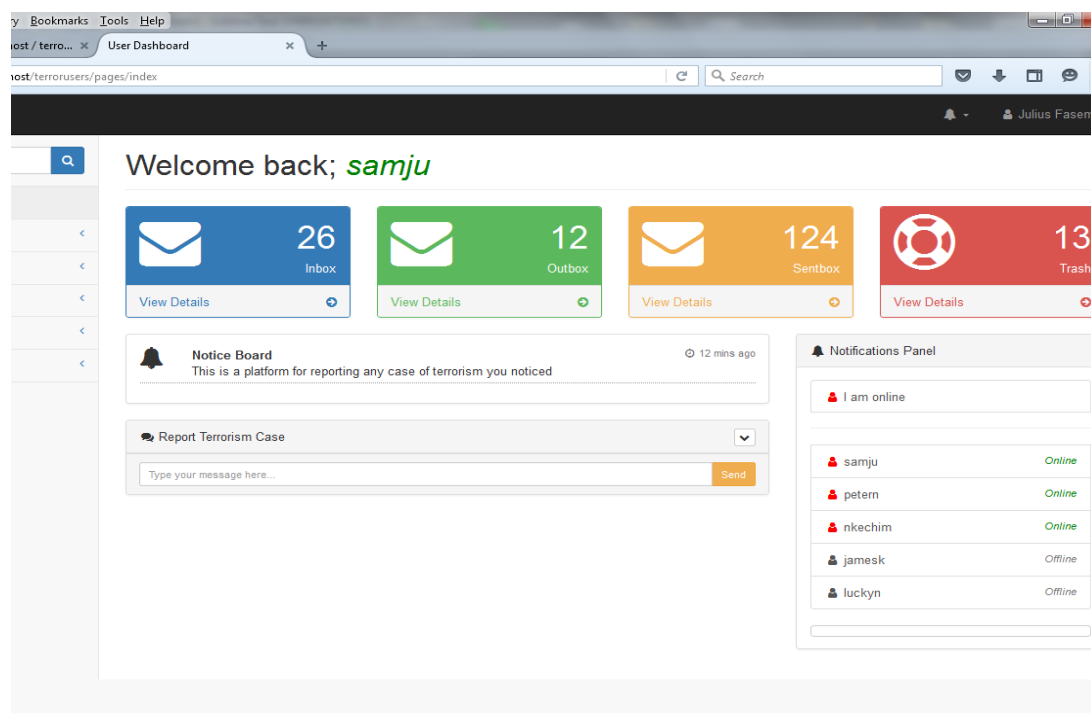 ry Bookmarks Tools Help
ost / terro... × User Dashboard × +
host/terrorusers/pages/index
Search
Julius Fasem
Welcome back; samju
26
Inbox
View Details
12
Outbox
View Details
124
Sentbox
View Details
13
Trash
View Details
Notice Board
12 mins ago
This is a platform for reporting any case of terrorism you noticed
Report Terrorism Case
Type your message here...
Send
Notifications Panel
I am online
samju Online
petern Online
nkechim Online
jamesk Offline
luckyn Offline